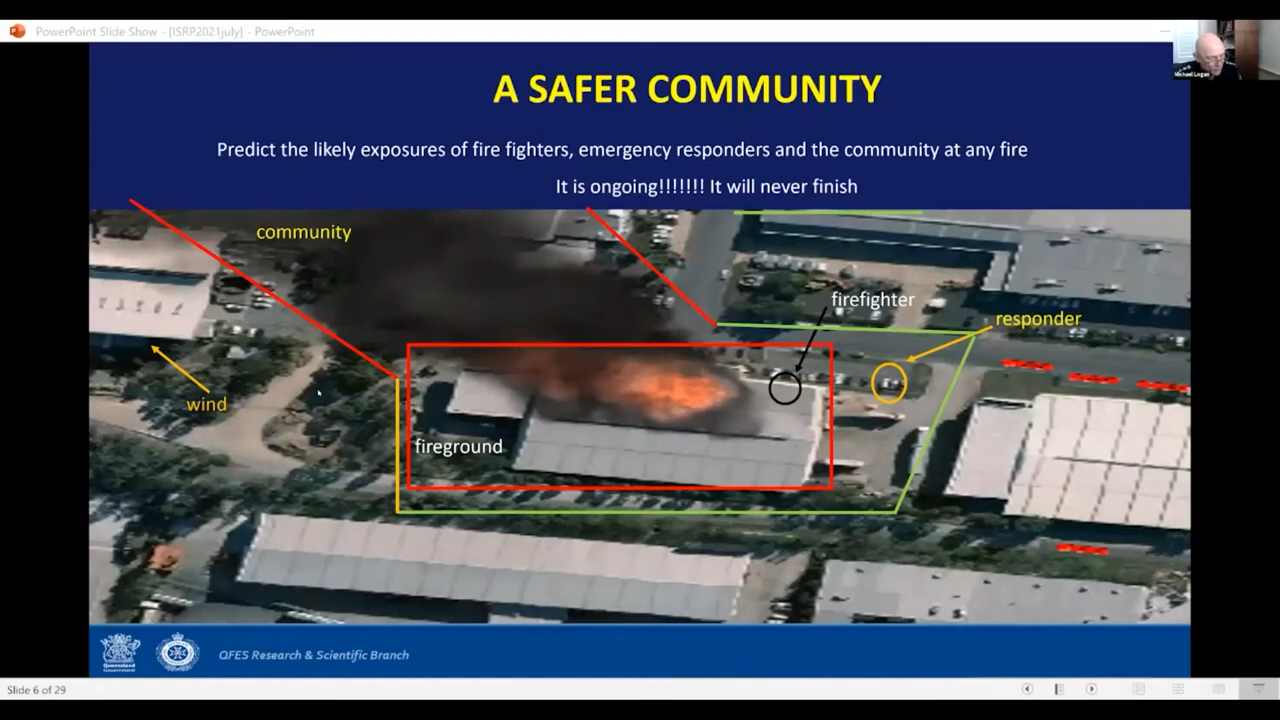 PowerPoint Slide Show - [ISRP2021july] - PowerPoint
Michael Logan
A SAFER COMMUNITY
Predict the likely exposures of fire fighters, emergency responders and the community at any fire
It is ongoing!!!!!!! It will never finish
community
firefighter
responder
wind
fireground
Queensland
Government
QFES Research & Scientific Branch
Slide 6 of 29